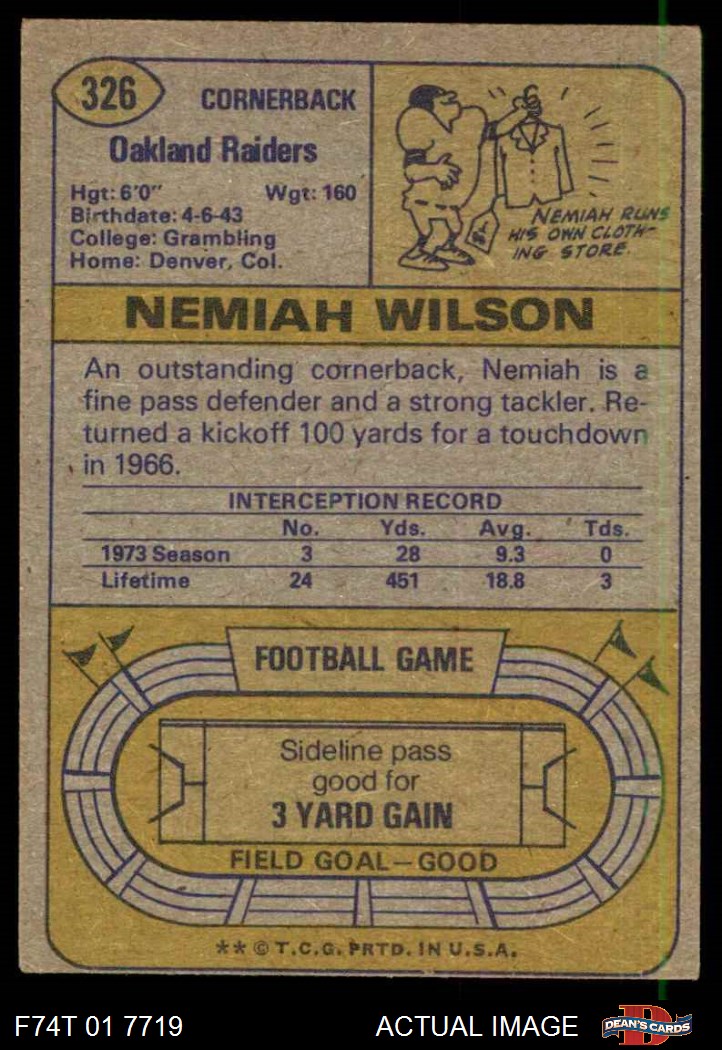 326
CORNERBACK
Oakland Raiders
Hgt: 6'0" Wgt: 160
Birthdate: 4-6-43
College: Grambling
Home: Denver, Col.
NEMIAH RUNS
HIS OWN CLOTH-
ING STORE.
NEMIAH WILSON
An outstanding cornerback, Nemiah is a
fine pass defender and a strong tackler. Re-
turned a kickoff 100 yards for a touchdown
in 1966.
INTERCEPTION RECORD
No. Yds. Avg. Tds.
1973 Season 3 28 9.3 0
Lifetime 24 451 18.8 3
FOOTBALL GAME
Sideline pass
good for
3 YARD GAIN
FIELD GOAL—GOOD
** © T.C.G. PRTD. IN U.S.A.
F74T 01 7719 ACTUAL IMAGE D DEAN'S CARDS